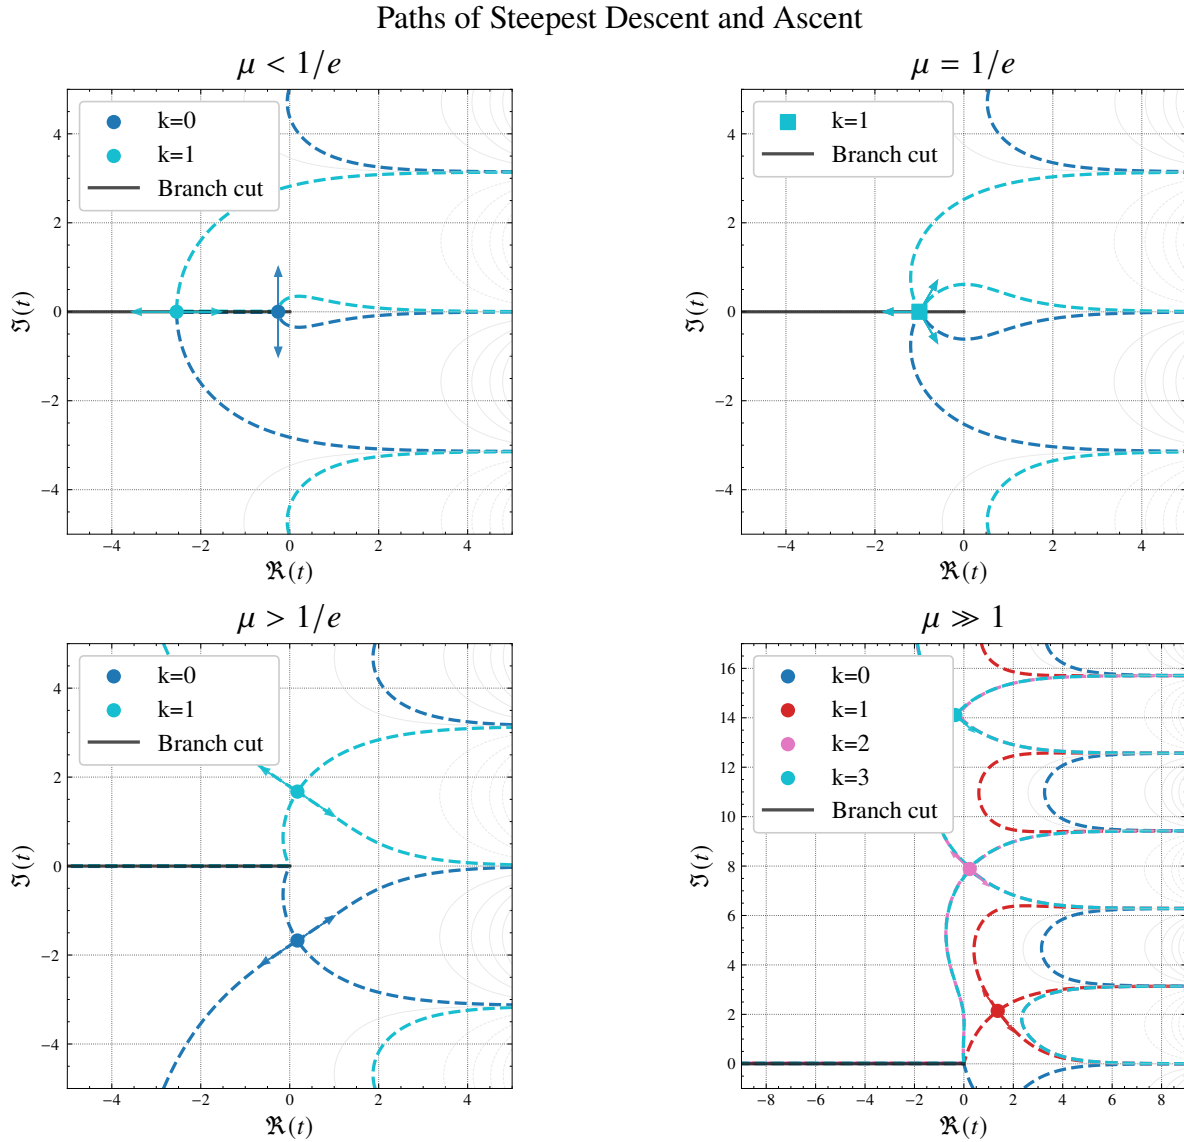 Paths of Steepest Descent and Ascent
μ < 1/e
k=0
k=1
Branch cut
4
2
0
−2
−4
ℑ(t)
−4
−2
0
2
4
ℜ(t)
μ = 1/e
k=1
Branch cut
4
2
0
−2
−4
ℑ(t)
−4
−2
0
2
4
ℜ(t)
μ > 1/e
k=0
k=1
Branch cut
4
2
0
−2
−4
ℑ(t)
−4
−2
0
2
4
ℜ(t)
μ ≫ 1
k=0
k=1
k=2
k=3
Branch cut
16
14
12
10
8
6
4
2
0
ℑ(t)
−8
−6
−4
−2
0
2
4
6
8
ℜ(t)